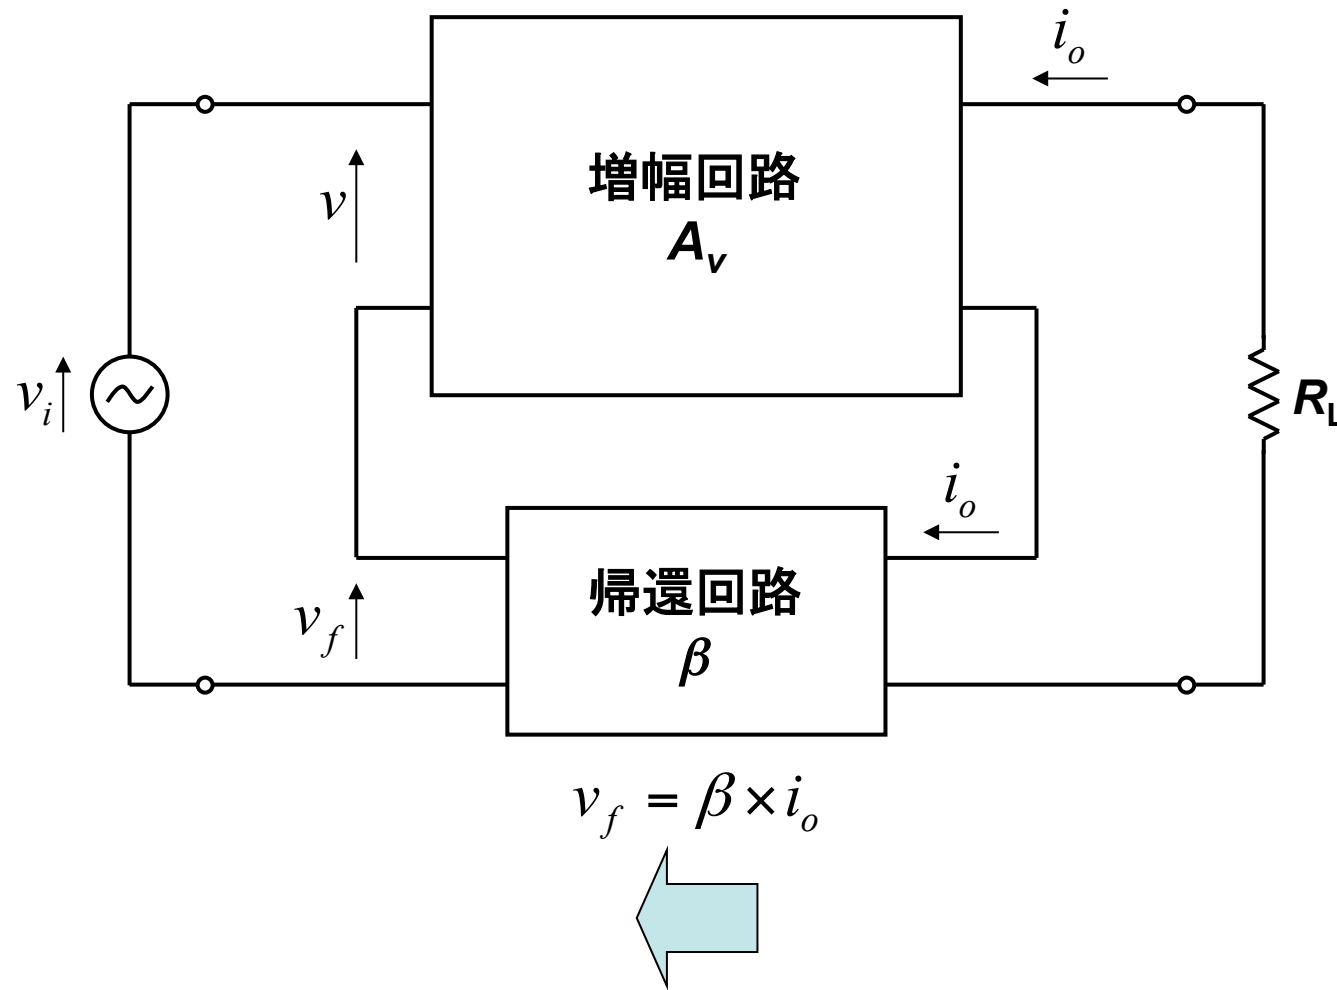 i_o
増幅回路
A_v
v
v_i
R_L
i_o
帰還回路
β
v_f
v_f = β × i_o